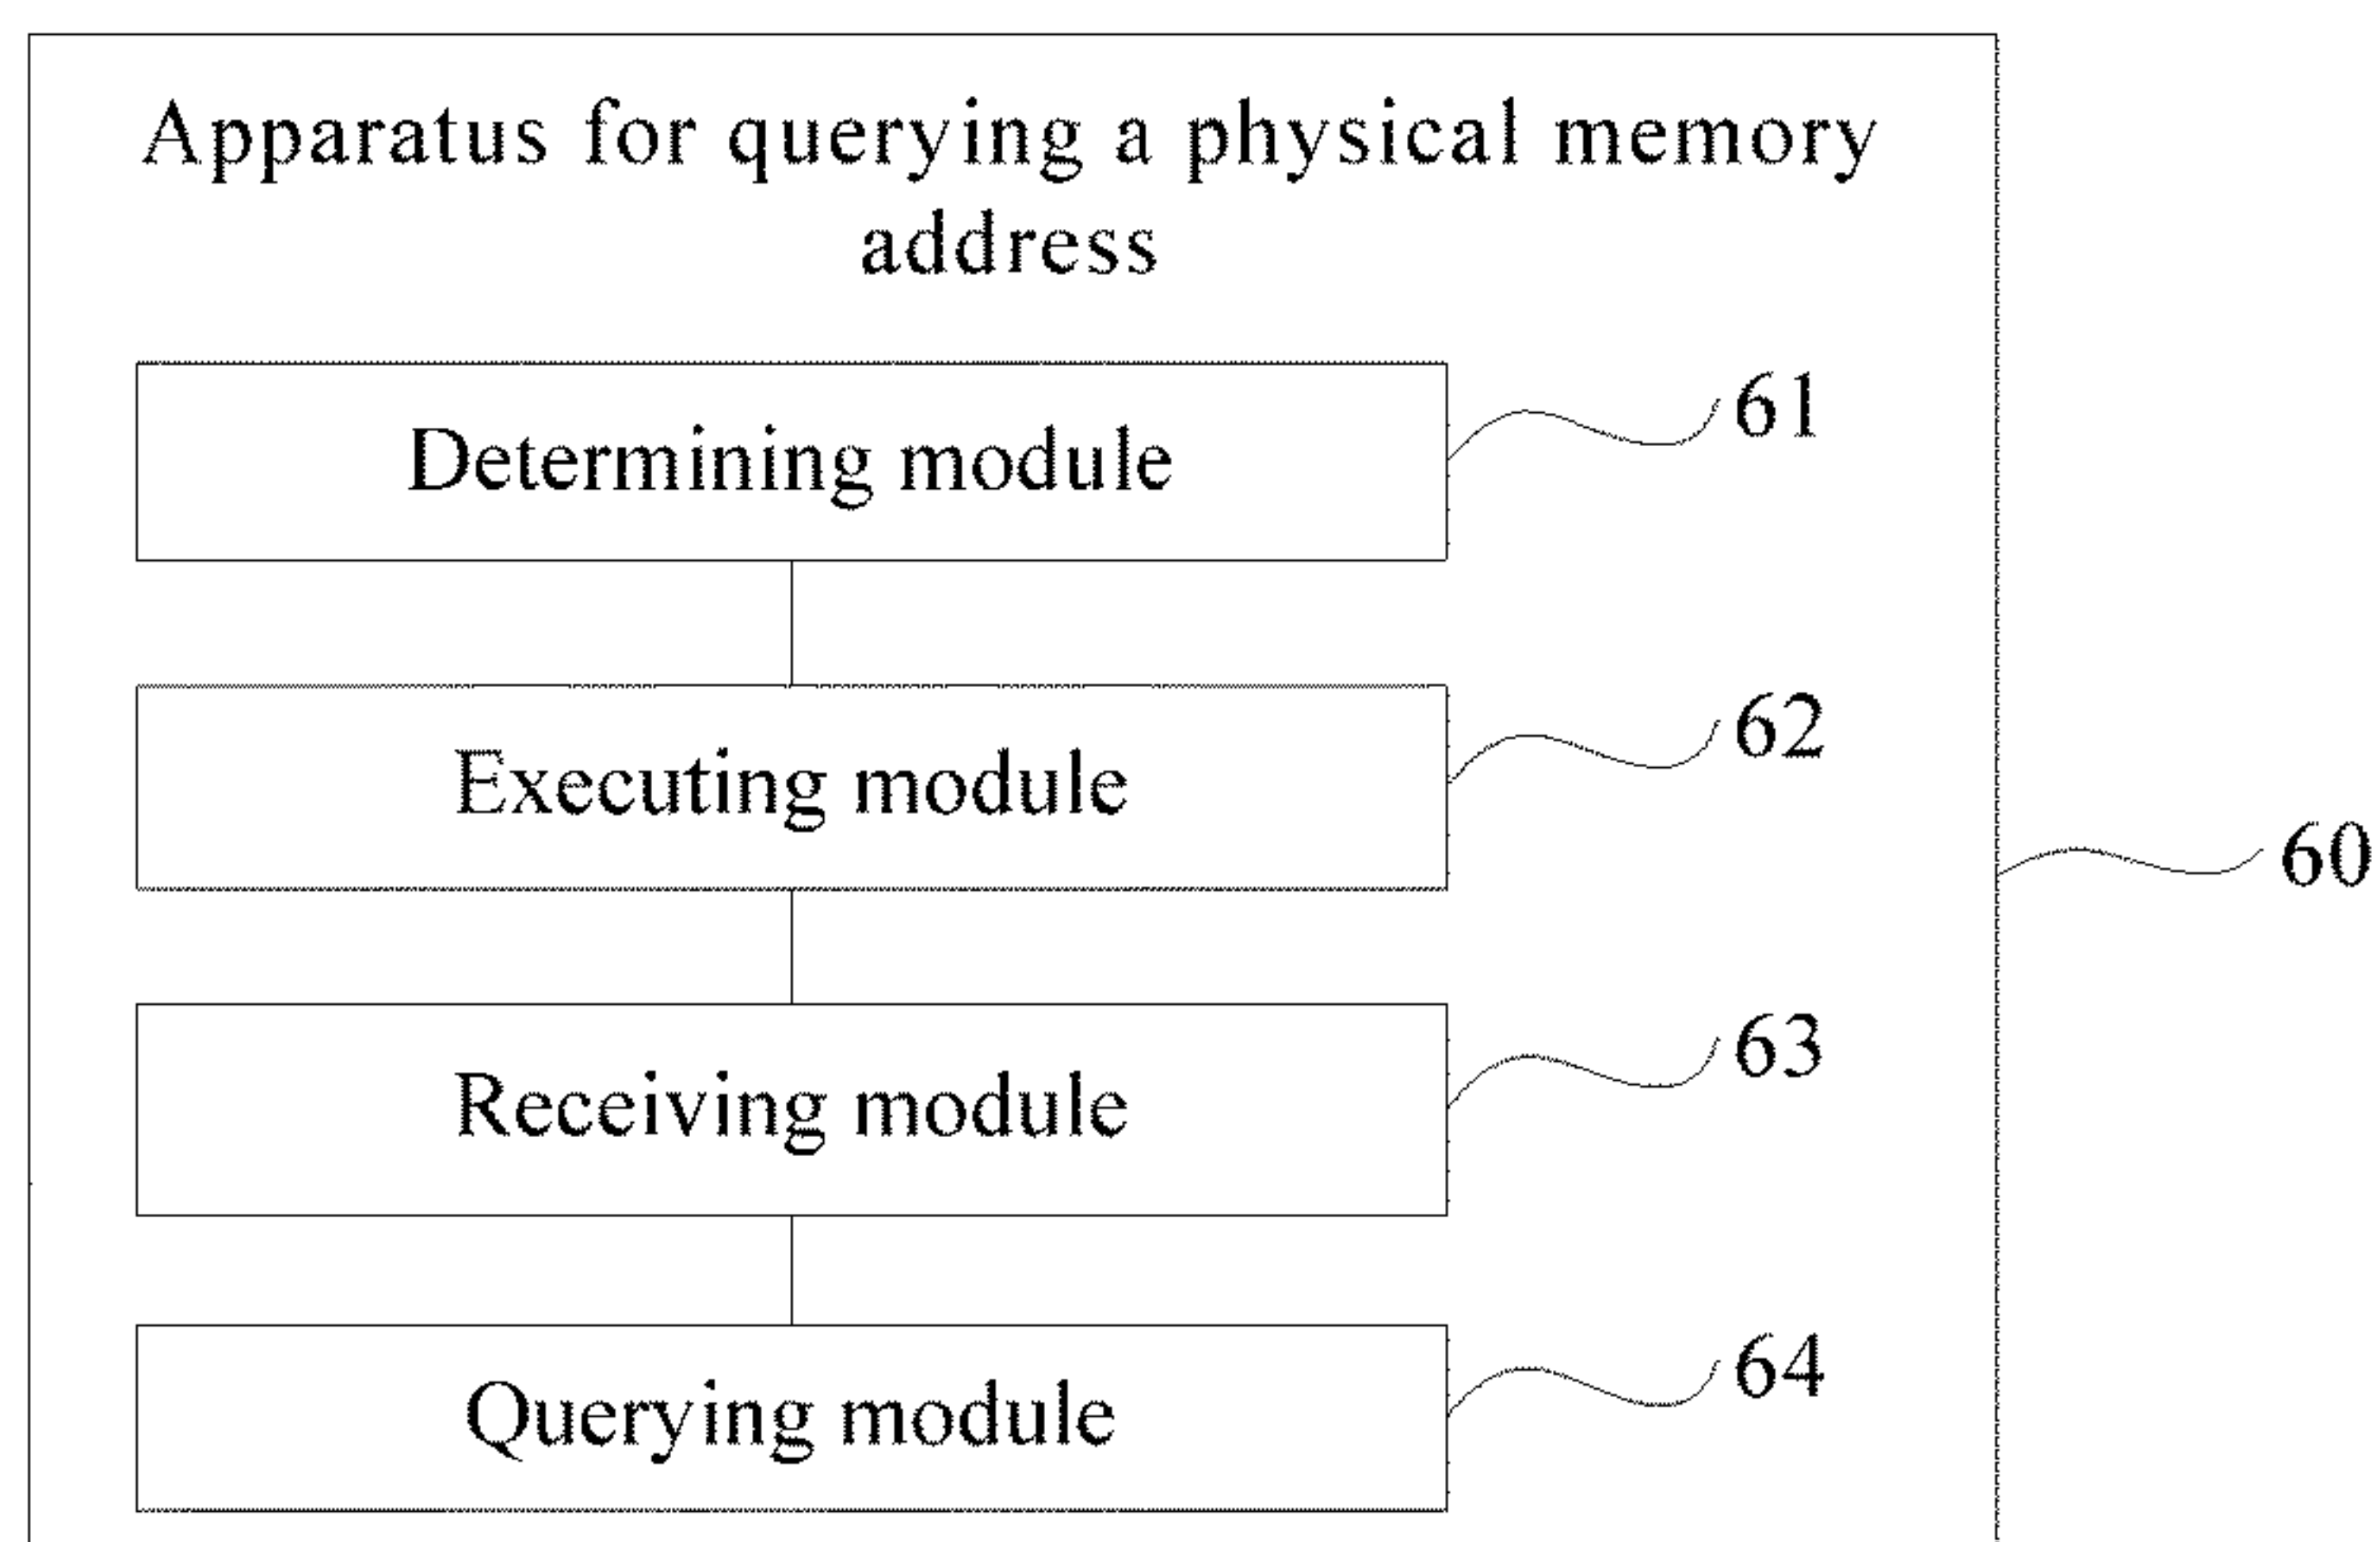 Apparatus for querying a physical memory
address
Determining module
61
Executing module
62
60
Receiving module
63
Querying module
64